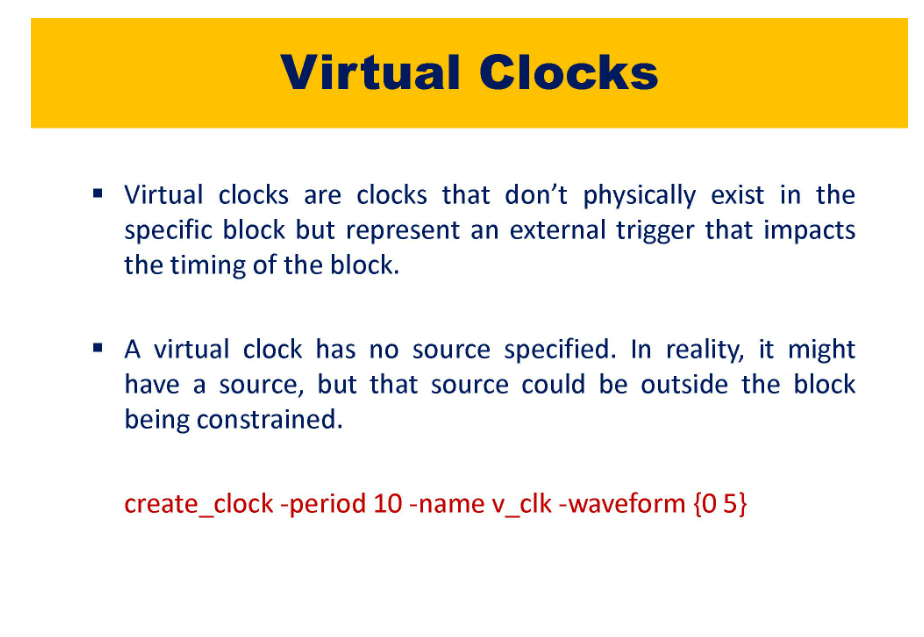 Virtual Clocks
▪ Virtual clocks are clocks that don’t physically exist in the
specific block but represent an external trigger that impacts
the timing of the block.
▪ A virtual clock has no source specified. In reality, it might
have a source, but that source could be outside the block
being constrained.
create_clock -period 10 -name v_clk -waveform {0 5}